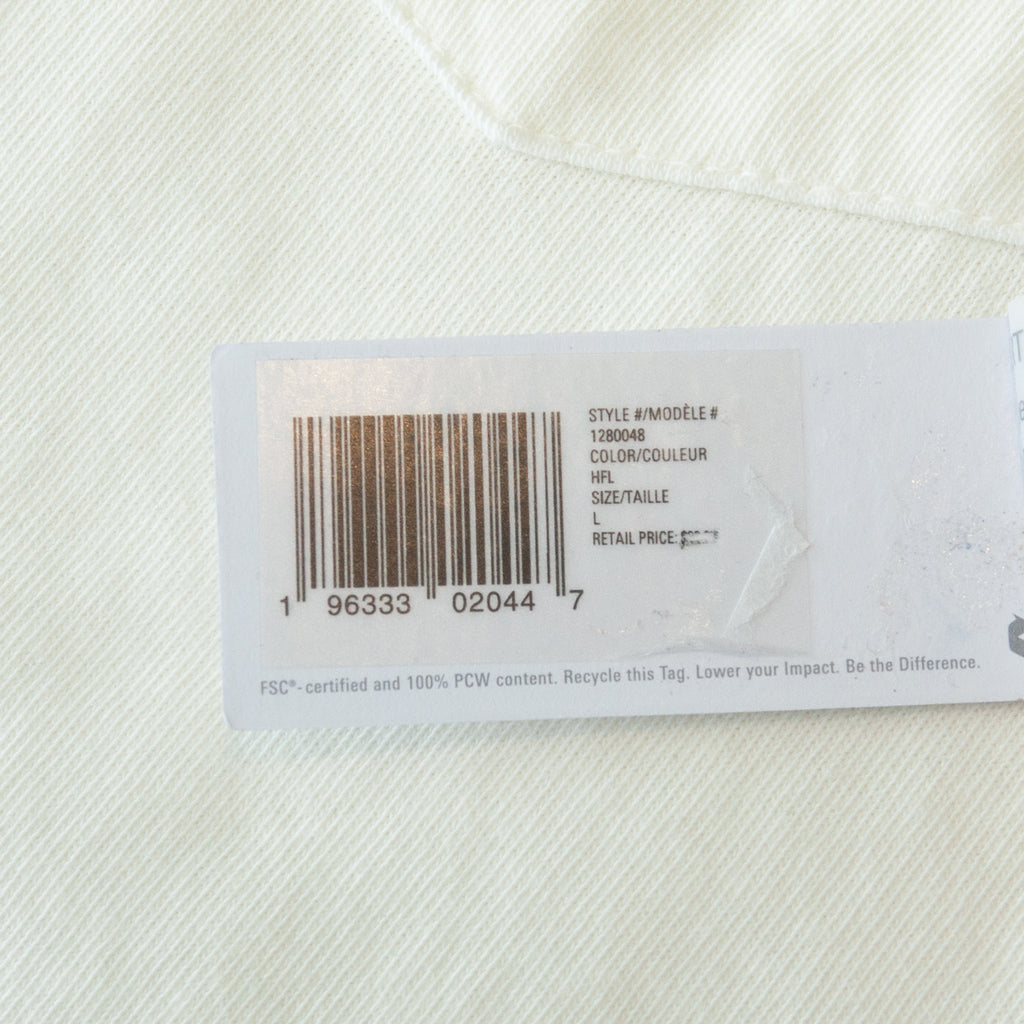 STYLE #/MODÈLE #
1280048
COLOR/COULEUR
HFL
SIZE/TAILLE
L
RETAIL PRICE:
1 96333 02044 7
FSC®-certified and 100% PCW content. Recycle this Tag. Lower your Impact. Be the Difference.